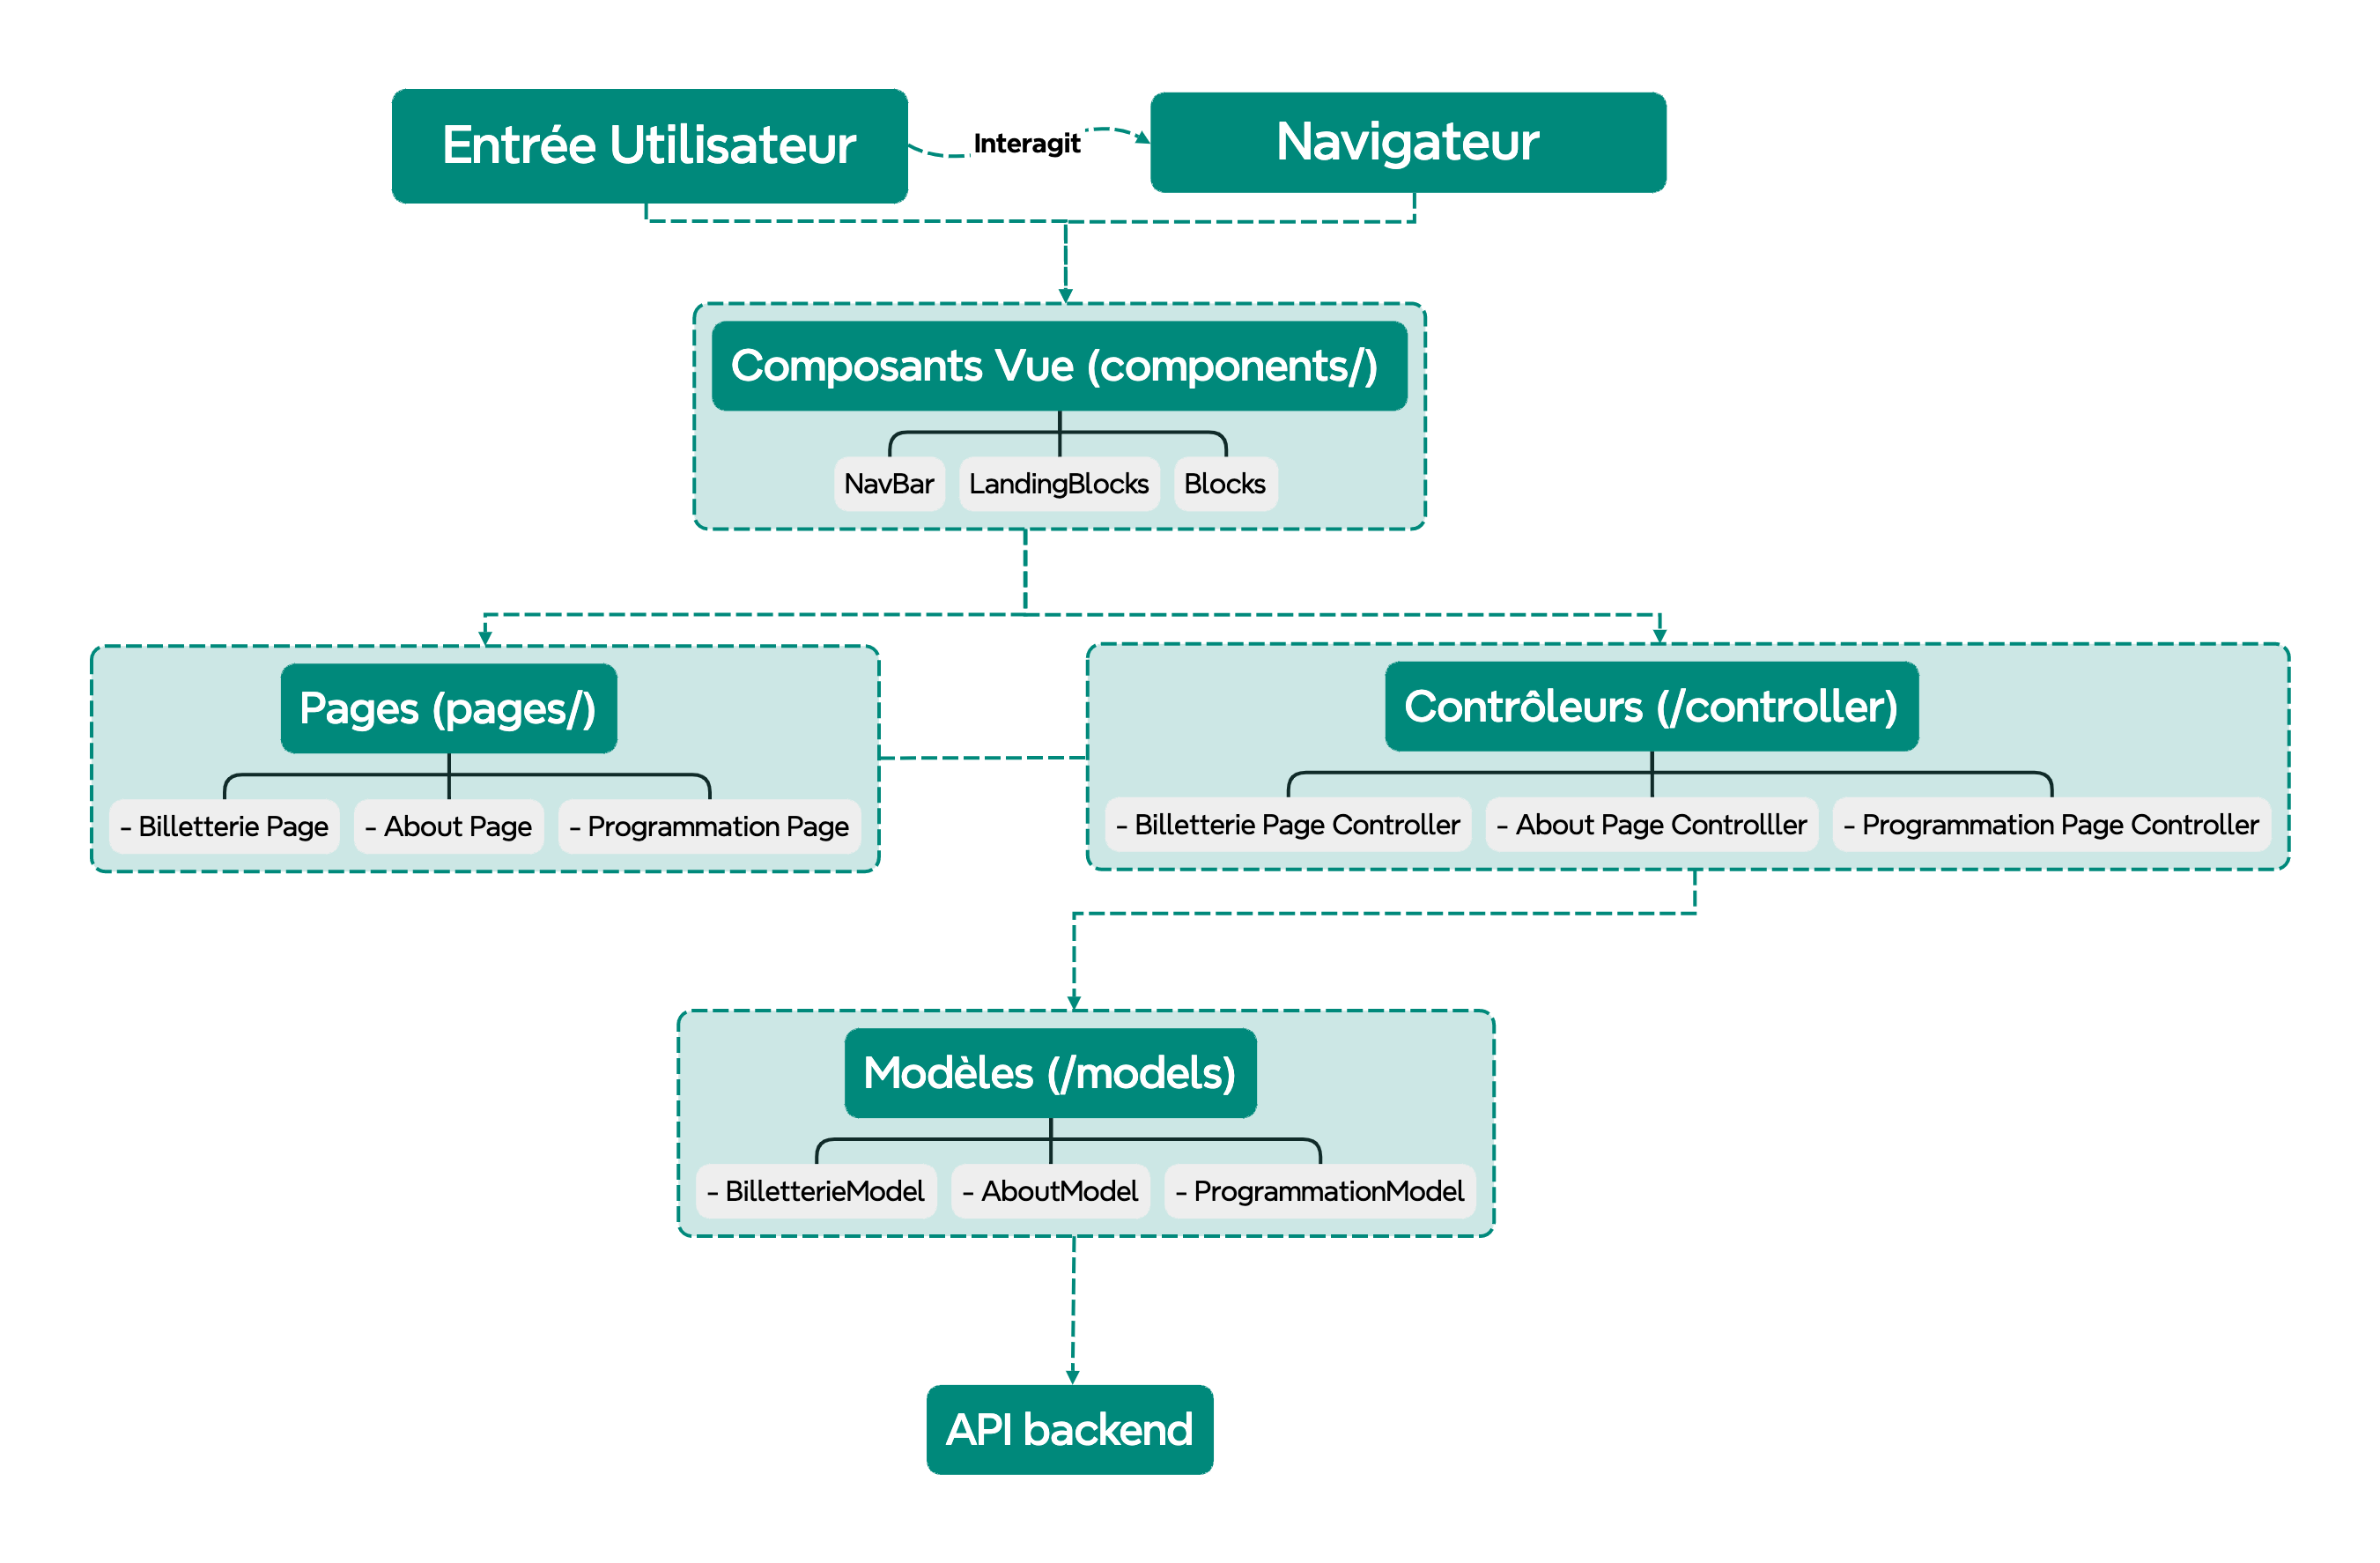 Entrée Utilisateur
Interagit
Navigateur
Composants Vue (components/)
NavBar
LandingBlocks
Blocks
Pages (pages/)
- Billetterie Page
- About Page
- Programmation Page
Contrôleurs (/controller)
- Billetterie Page Controller
- About Page Controlller
- Programmation Page Controller
Modèles (/models)
- BilletterieModel
- AboutModel
- ProgrammationModel
API backend